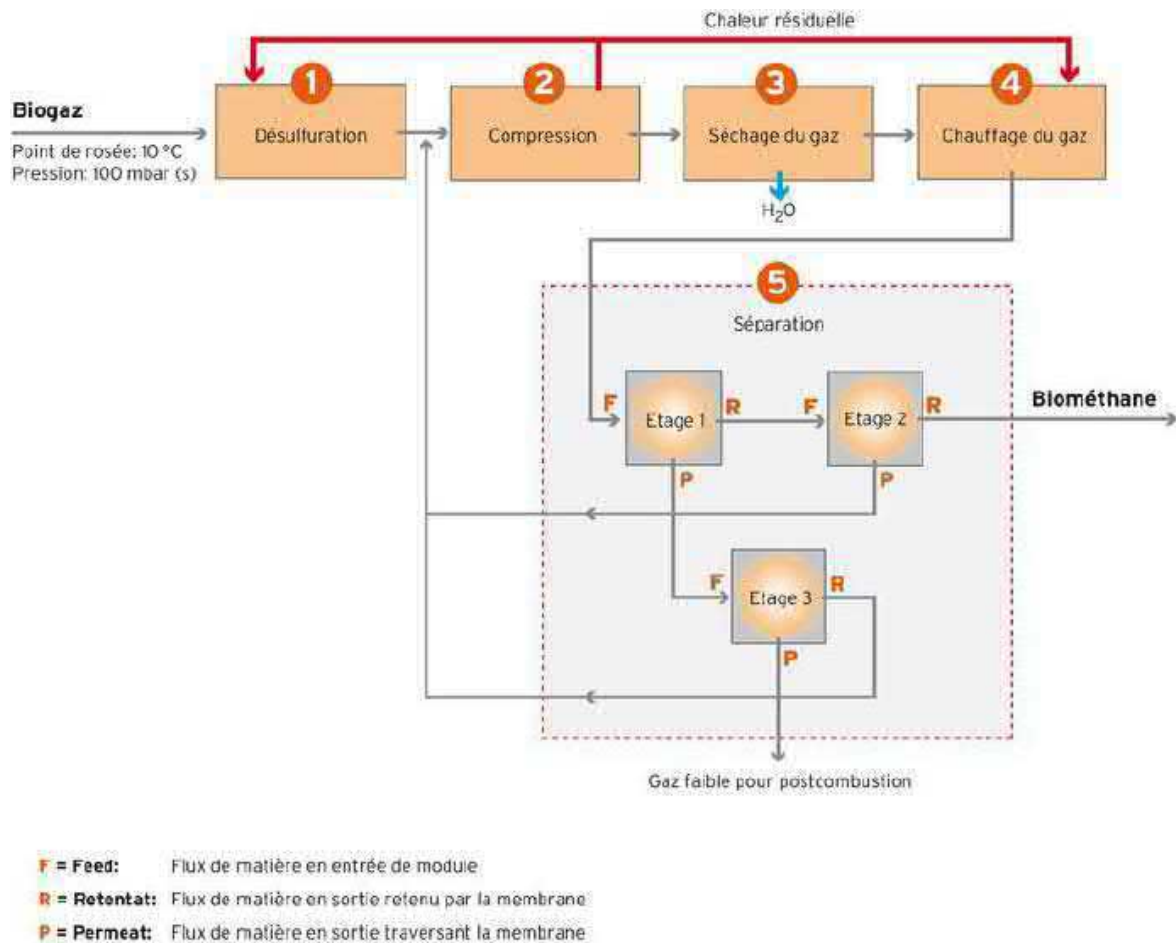 Chaleur résiduelle
1
2
3
4
Biogaz
Point de rosée: 10 °C
Pression: 100 mbar (s)
Désulfuration
Compression
Séchage du gaz
Chauffage du gaz
H₂O
5
Séparation
F
Etage 1
R
F
Etage 2
R
Biométhane
P
P
F
Etage 3
R
P
Gaz faible pour postcombustion
F = Feed: Flux de matière en entrée de module
R = Retentat: Flux de matière en sortie retenu par la membrane
P = Permeat: Flux de matière en sortie traversant la membrane